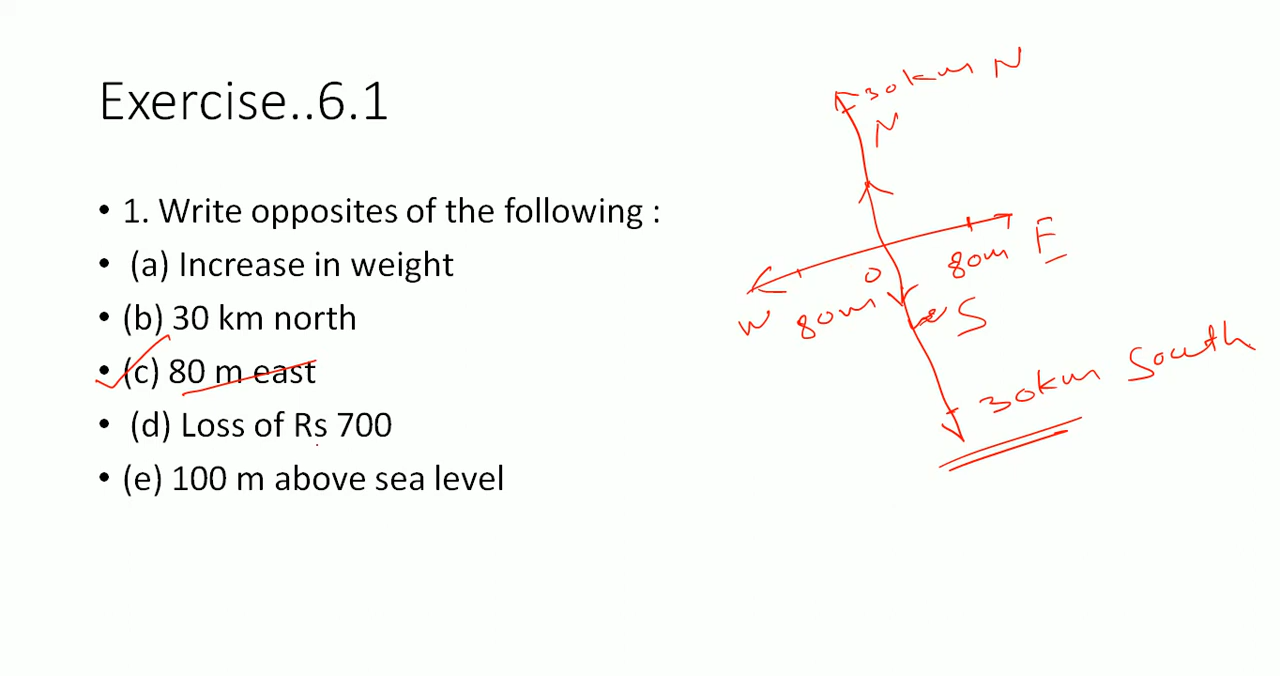 Exercise..6.1
• 1. Write opposites of the following :
• (a) Increase in weight
• (b) 30 km north
• (c) 80 m east
• (d) Loss of Rs 700
• (e) 100 m above sea level
30km N
N
80m E
O
W 80m
S
30km South